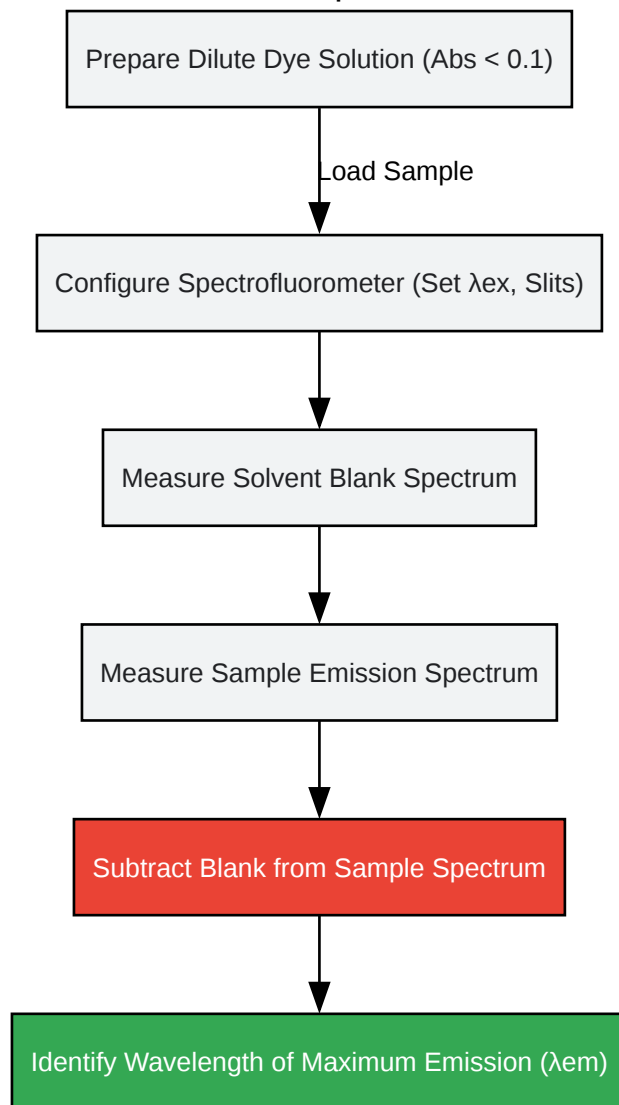 Prepare Dilute Dye Solution (Abs < 0.1)
Load Sample
Configure Spectrofluorometer (Set λex, Slits)
Measure Solvent Blank Spectrum
Measure Sample Emission Spectrum
Subtract Blank from Sample Spectrum
Identify Wavelength of Maximum Emission (λem)